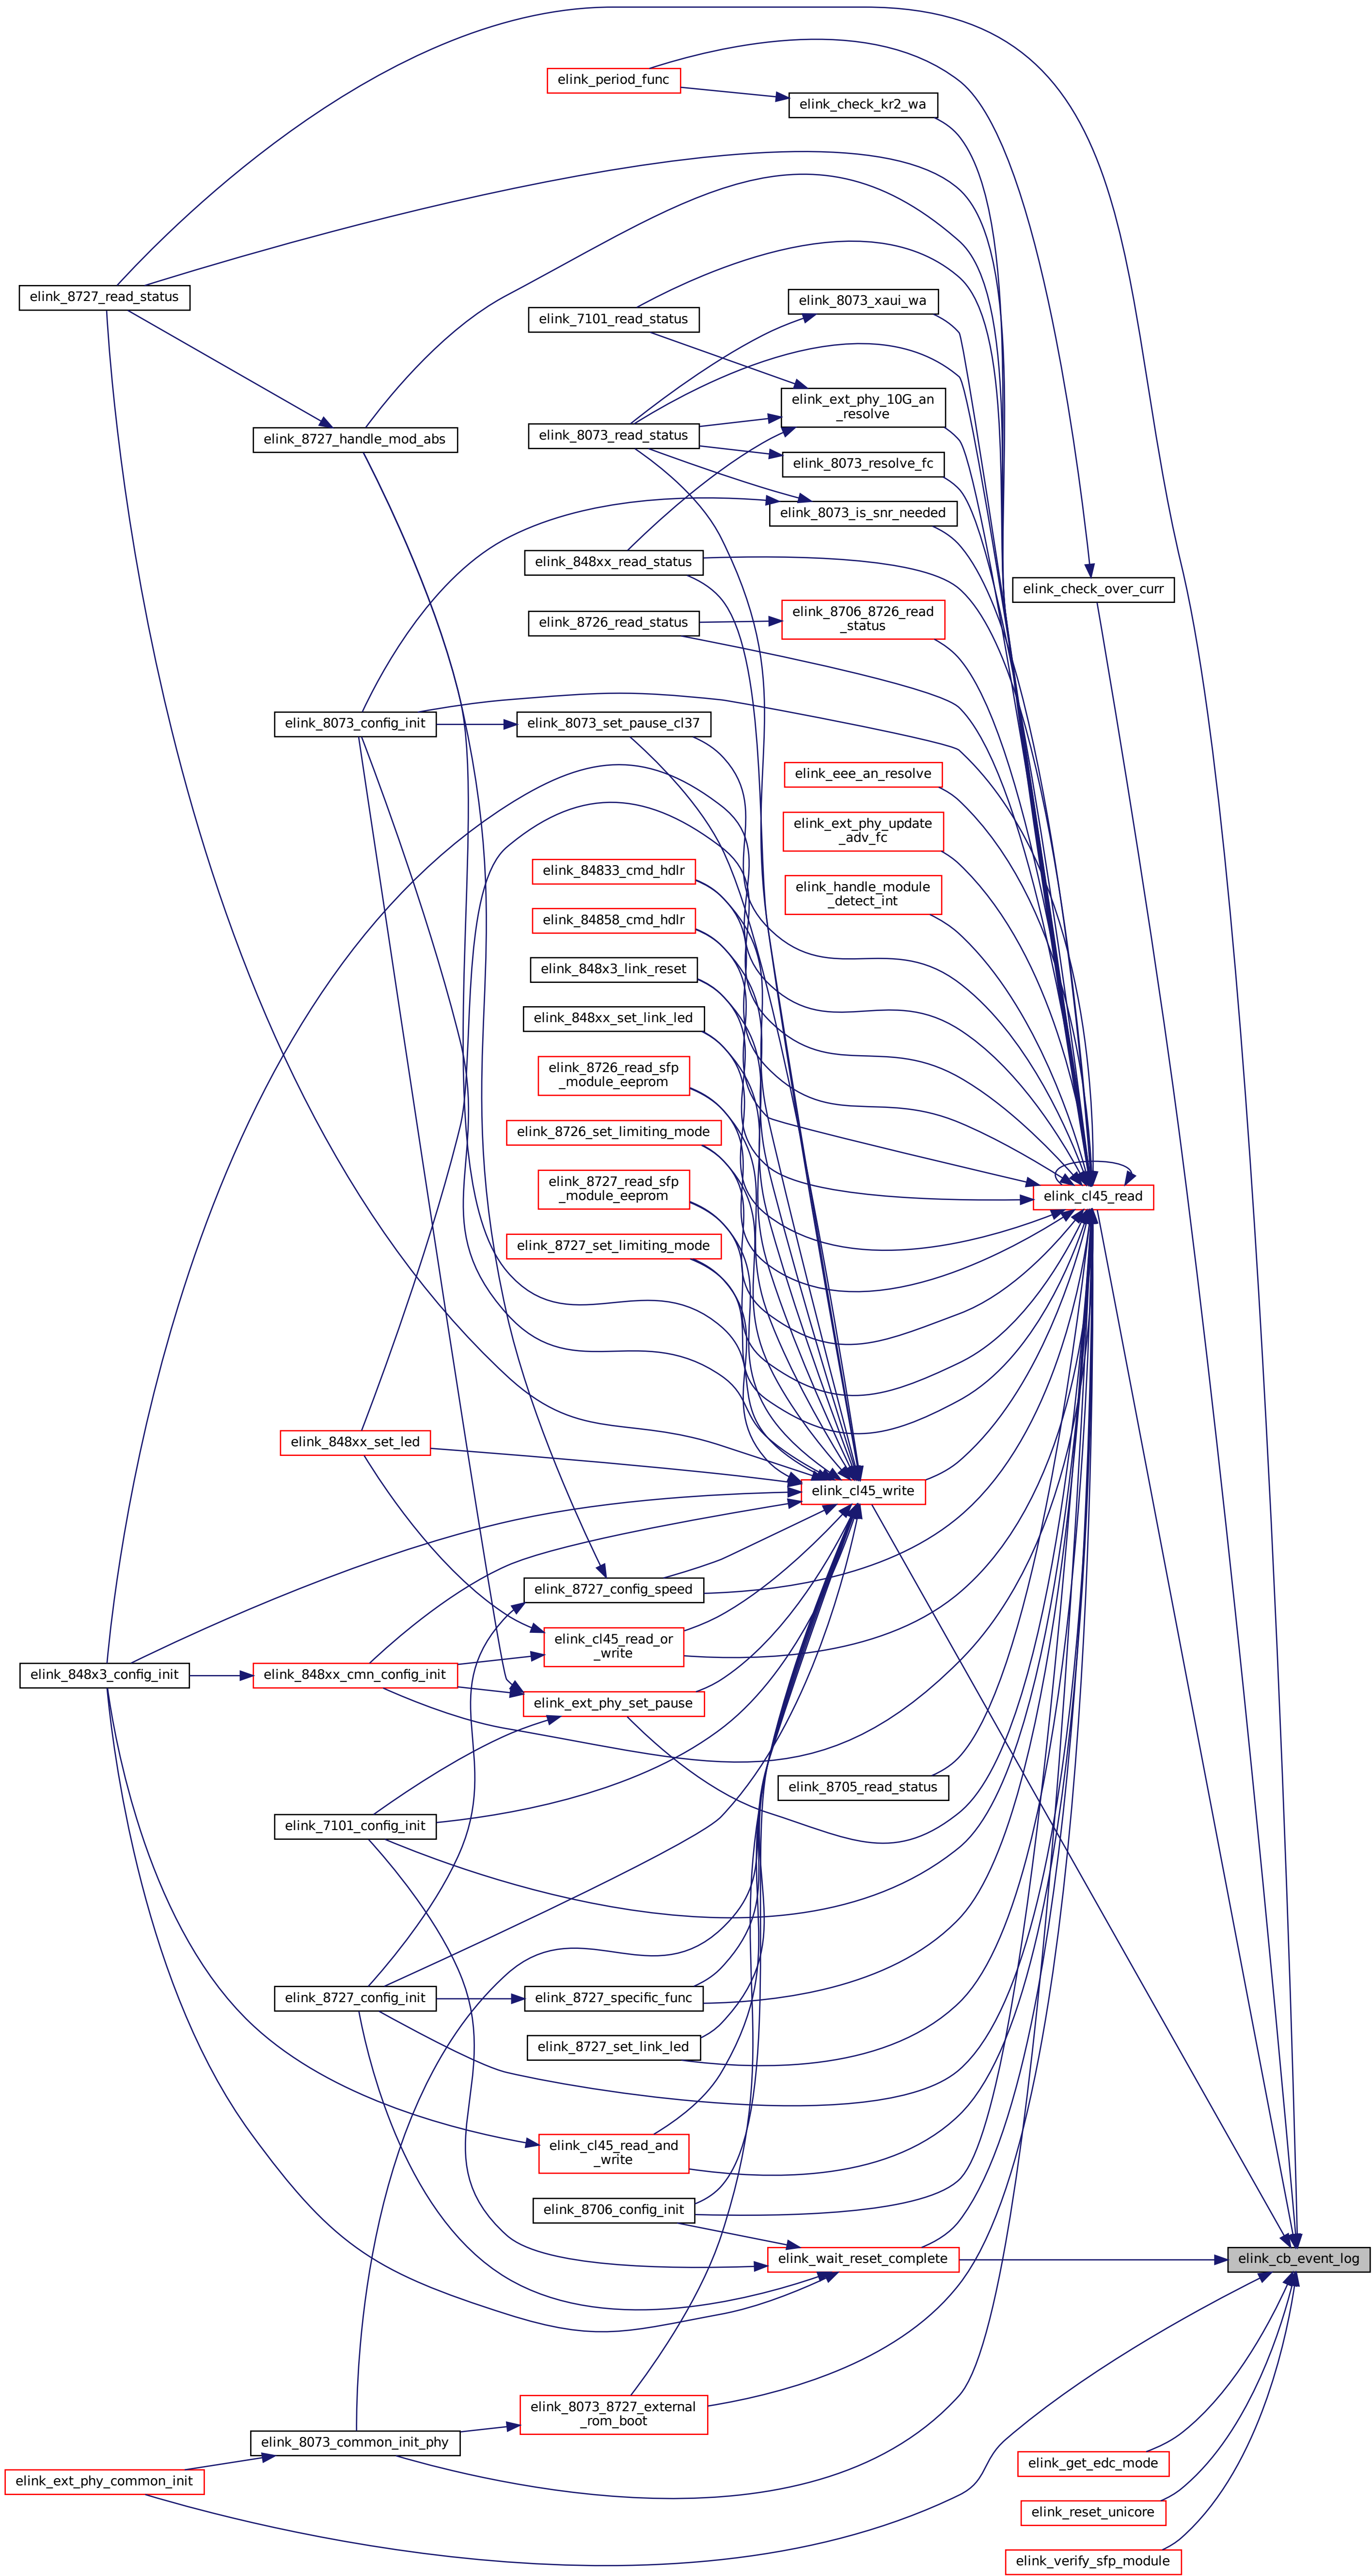 elink_period_func
elink_check_kr2_wa
elink_8727_read_status
elink_7101_read_status
elink_8073_xaui_wa
elink_ext_phy_10G_an
_resolve
elink_8727_handle_mod_abs
elink_8073_read_status
elink_8073_resolve_fc
elink_8073_is_snr_needed
elink_848xx_read_status
elink_check_over_curr
elink_8726_read_status
elink_8706_8726_read
_status
elink_8073_config_init
elink_8073_set_pause_cl37
elink_eee_an_resolve
elink_ext_phy_update
_adv_fc
elink_84833_cmd_hdlr
elink_handle_module
_detect_int
elink_84858_cmd_hdlr
elink_848x3_link_reset
elink_848xx_set_link_led
elink_8726_read_sfp
_module_eeprom
elink_8726_set_limiting_mode
elink_8727_read_sfp
_module_eeprom
elink_cl45_read
elink_8727_set_limiting_mode
elink_848xx_set_led
elink_cl45_write
elink_8727_config_speed
elink_cl45_read_or
_write
elink_848x3_config_init
elink_848xx_cmn_config_init
elink_ext_phy_set_pause
elink_8705_read_status
elink_7101_config_init
elink_8727_config_init
elink_8727_specific_func
elink_8727_set_link_led
elink_cl45_read_and
_write
elink_8706_config_init
elink_wait_reset_complete
elink_cb_event_log
elink_8073_8727_external
_rom_boot
elink_8073_common_init_phy
elink_get_edc_mode
elink_ext_phy_common_init
elink_reset_unicore
elink_verify_sfp_module